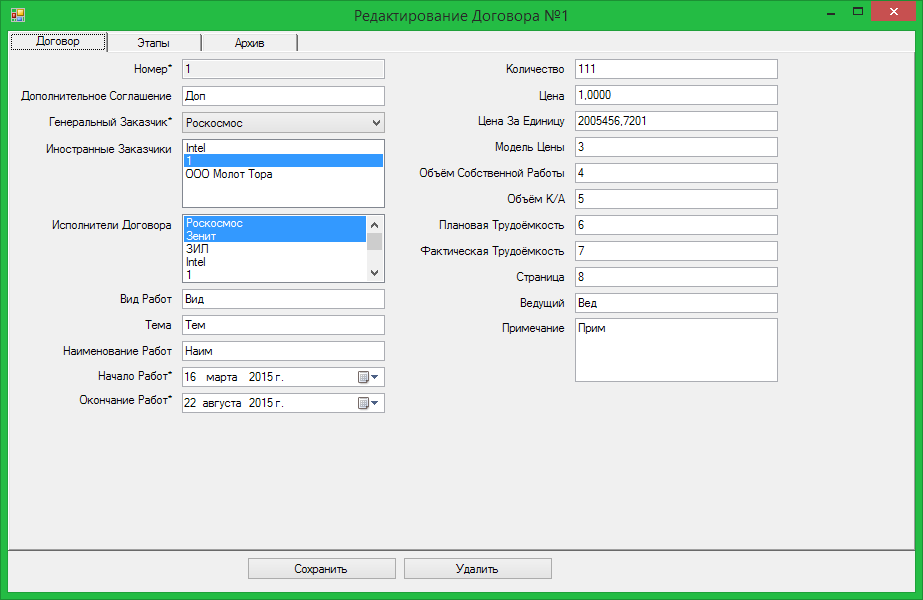 Редактирование Договора №1
Договор Этапы Архив
Номер* 1
Дополнительное Соглашение Доп
Генеральный Заказчик* Роскосмос
Иностранные Заказчики Intel
1
ООО Молот Тора
Исполнители Договора Роскосмос
Зенит
ЗИЛ
Intel
1
Вид Работ Вид
Тема Тем
Наименование Работ Наим
Начало Работ* 16 марта 2015 г.
Окончание Работ* 22 августа 2015 г.
Количество 111
Цена 1,0000
Цена За Единицу 2005456,7201
Модель Цены 3
Объём Собственной Работы 4
Объём К/А 5
Плановая Трудоёмкость 6
Фактическая Трудоёмкость 7
Страница 8
Ведущий Вед
Примечание Прим
Сохранить Удалить